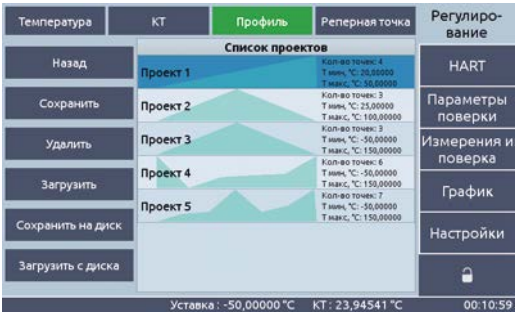 Температура
КТ
Профиль
Реперная точка
Регулиро-
вание
Назад
Сохранить
Удалить
Загрузить
Сохранить на диск
Загрузить с диска
Список проектов
Проект 1
Кол-во точек: 4
Т мин, °C: 20,00000
Т макс, °C: 50,00000
Проект 2
Кол-во точек: 3
Т мин, °C: 25,00000
Т макс, °C: 100,00000
Проект 3
Кол-во точек: 3
Т мин, °C: -50,00000
Т макс, °C: 150,00000
Проект 4
Кол-во точек: 6
Т мин, °C: -50,00000
Т макс, °C: 150,00000
Проект 5
Кол-во точек: 7
Т мин, °C: -50,00000
Т макс, °C: 150,00000
HART
Параметры
поверки
Измерения и
поверка
График
Настройки
Уставка : -50,00000 °C
КТ : 23,94541 °C
00:10:59